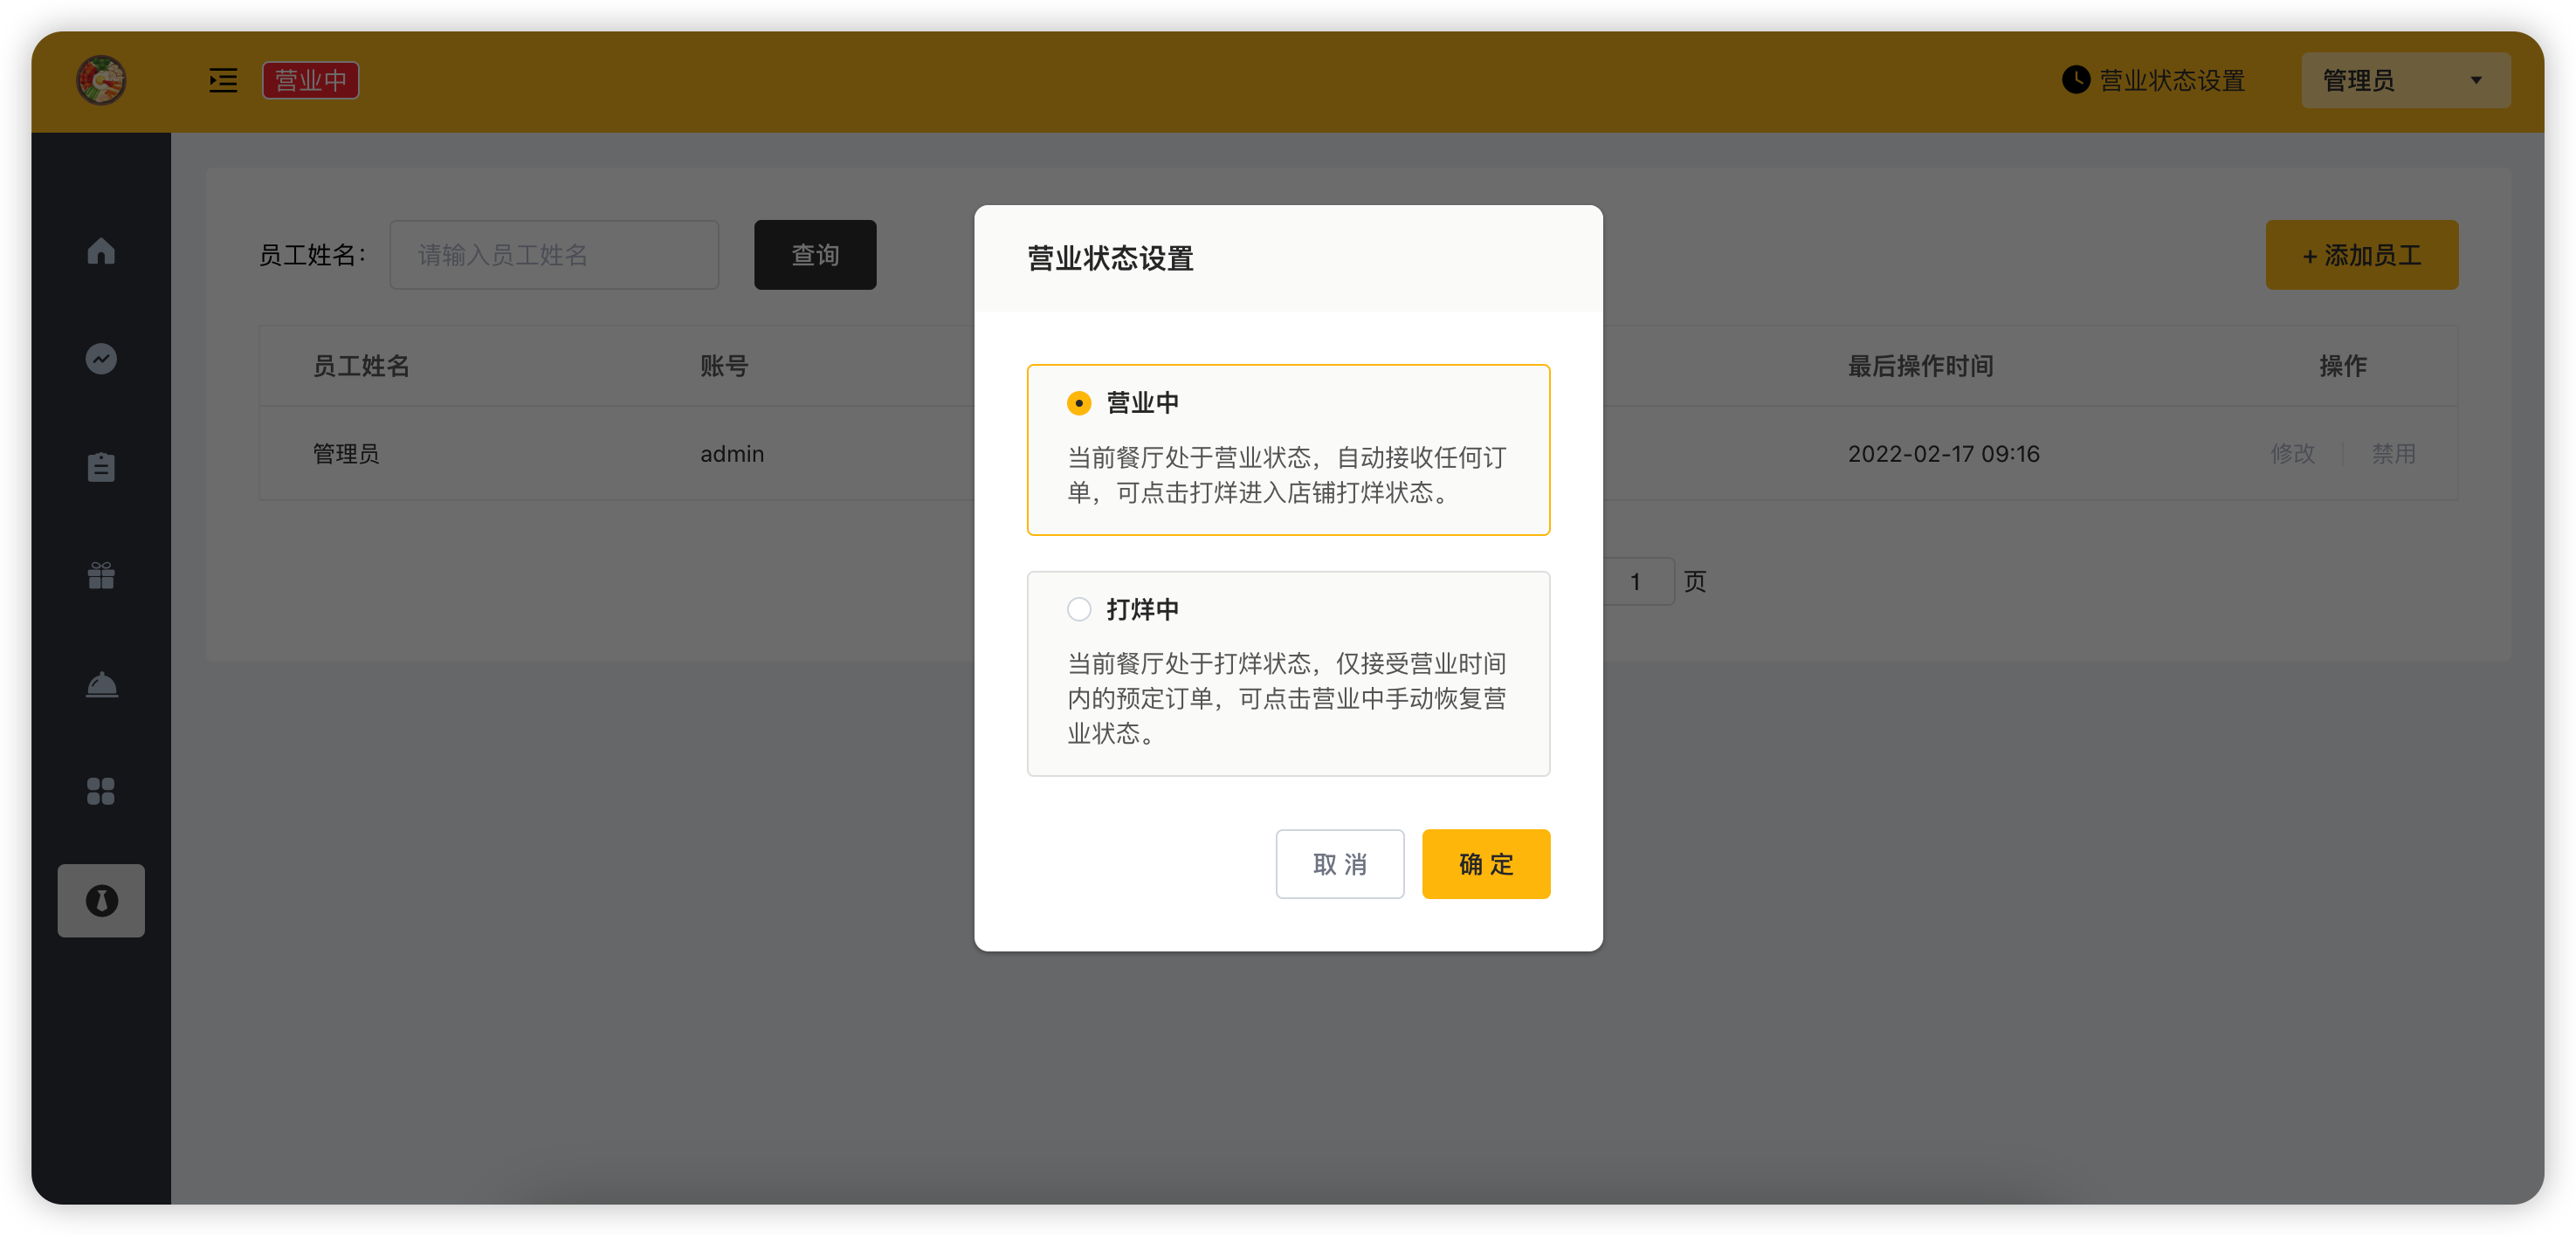 营业中
营业状态设置
管理员
员工姓名：
请输入员工姓名
查询
+ 添加员工
员工姓名
账号
最后操作时间
操作
管理员
admin
2022-02-17 09:16
修改
禁用
1
页
营业状态设置
营业中
当前餐厅处于营业状态，自动接收任何订
单，可点击打烊进入店铺打烊状态。
打烊中
当前餐厅处于打烊状态，仅接受营业时间
内的预定订单，可点击营业中手动恢复营
业状态。
取 消
确 定